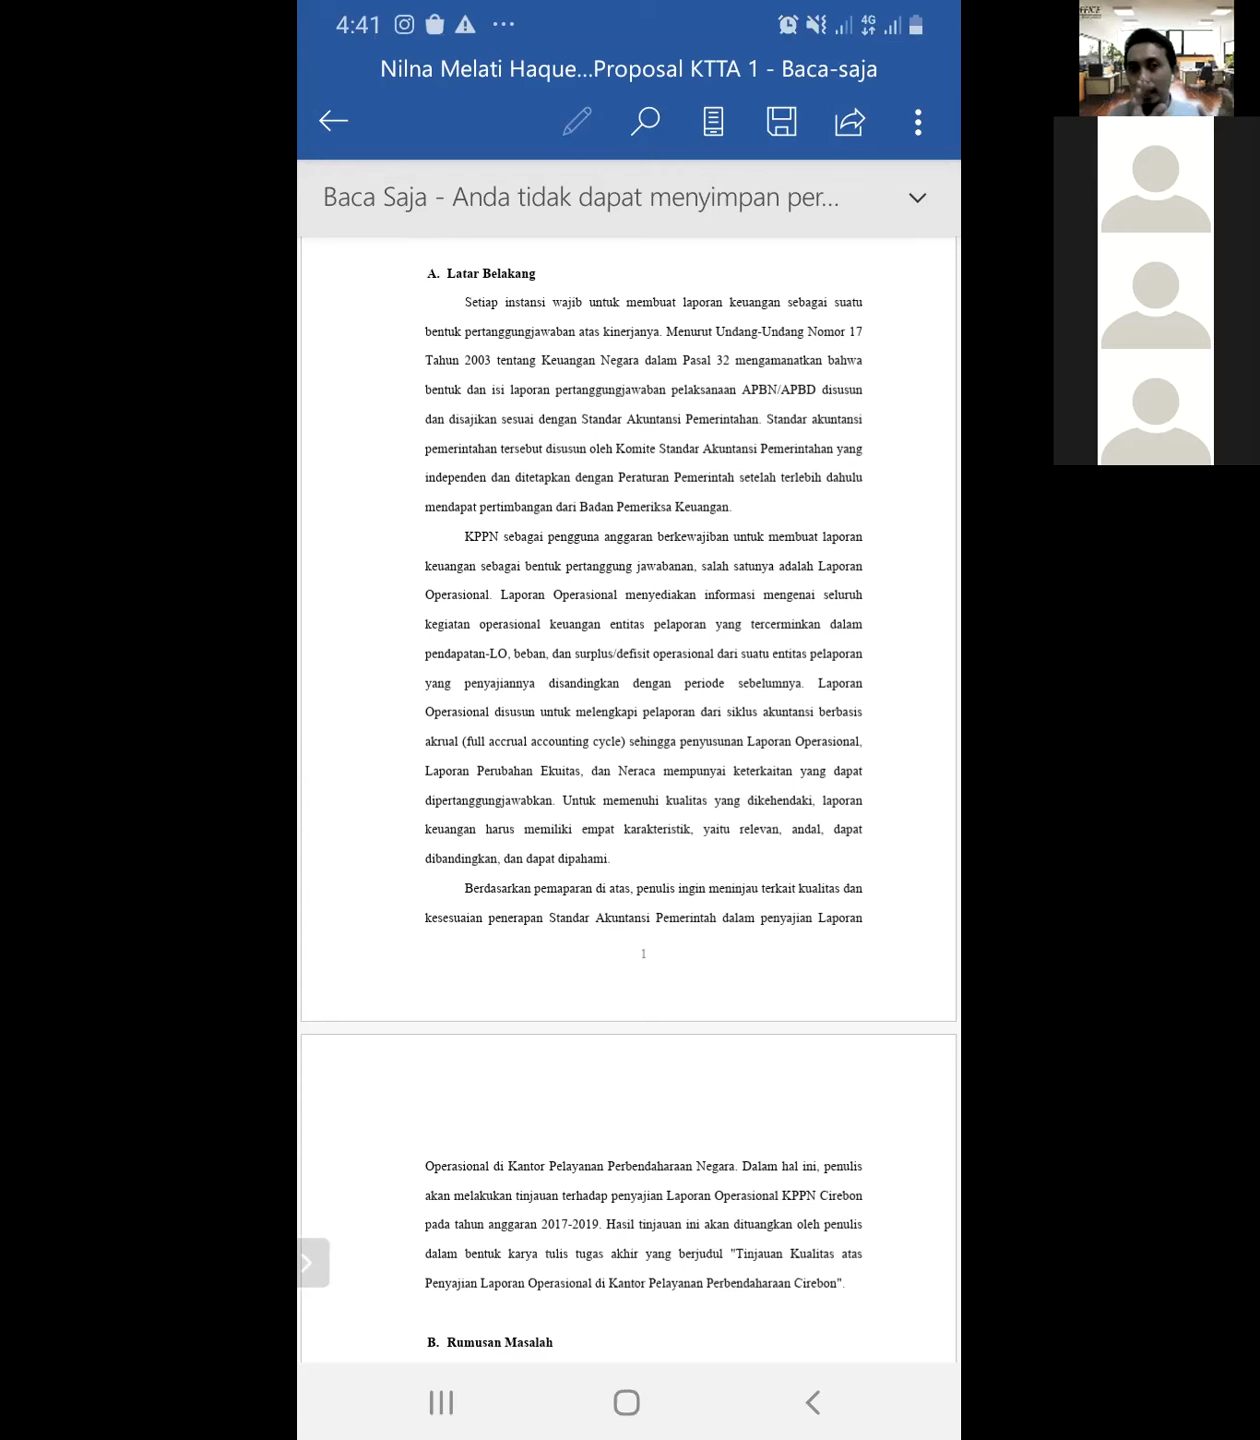 4:41
4G
Nilna Melati Haque...Proposal KTTA 1 - Baca-saja
Baca Saja - Anda tidak dapat menyimpan per...
A. Latar Belakang
Setiap instansi wajib untuk membuat laporan keuangan sebagai suatu
bentuk pertanggungjawaban atas kinerjanya. Menurut Undang-Undang Nomor 17
Tahun 2003 tentang Keuangan Negara dalam Pasal 32 mengamanatkan bahwa
bentuk dan isi laporan pertanggungjawaban pelaksanaan APBN/APBD disusun
dan disajikan sesuai dengan Standar Akuntansi Pemerintahan. Standar akuntansi
pemerintahan tersebut disusun oleh Komite Standar Akuntansi Pemerintahan yang
independen dan ditetapkan dengan Peraturan Pemerintah setelah terlebih dahulu
mendapat pertimbangan dari Badan Pemeriksa Keuangan.
KPPN sebagai pengguna anggaran berkewajiban untuk membuat laporan
keuangan sebagai bentuk pertanggung jawabanan, salah satunya adalah Laporan
Operasional. Laporan Operasional menyediakan informasi mengenai seluruh
kegiatan operasional keuangan entitas pelaporan yang tercerminkan dalam
pendapatan-LO, beban, dan surplus/defisit operasional dari suatu entitas pelaporan
yang penyajiannya disandingkan dengan periode sebelumnya. Laporan
Operasional disusun untuk melengkapi pelaporan dari siklus akuntansi berbasis
akrual (full accrual accounting cycle) sehingga penyusunan Laporan Operasional,
Laporan Perubahan Ekuitas, dan Neraca mempunyai keterkaitan yang dapat
dipertanggungjawabkan. Untuk memenuhi kualitas yang dikehendaki, laporan
keuangan harus memiliki empat karakteristik, yaitu relevan, andal, dapat
dibandingkan, dan dapat dipahami.
Berdasarkan pemaparan di atas, penulis ingin meninjau terkait kualitas dan
kesesuaian penerapan Standar Akuntansi Pemerintah dalam penyajian Laporan
1
Operasional di Kantor Pelayanan Perbendaharaan Negara. Dalam hal ini, penulis
akan melakukan tinjauan terhadap penyajian Laporan Operasional KPPN Cirebon
pada tahun anggaran 2017-2019. Hasil tinjauan ini akan dituangkan oleh penulis
dalam bentuk karya tulis tugas akhir yang berjudul "Tinjauan Kualitas atas
Penyajian Laporan Operasional di Kantor Pelayanan Perbendaharaan Cirebon".
B. Rumusan Masalah